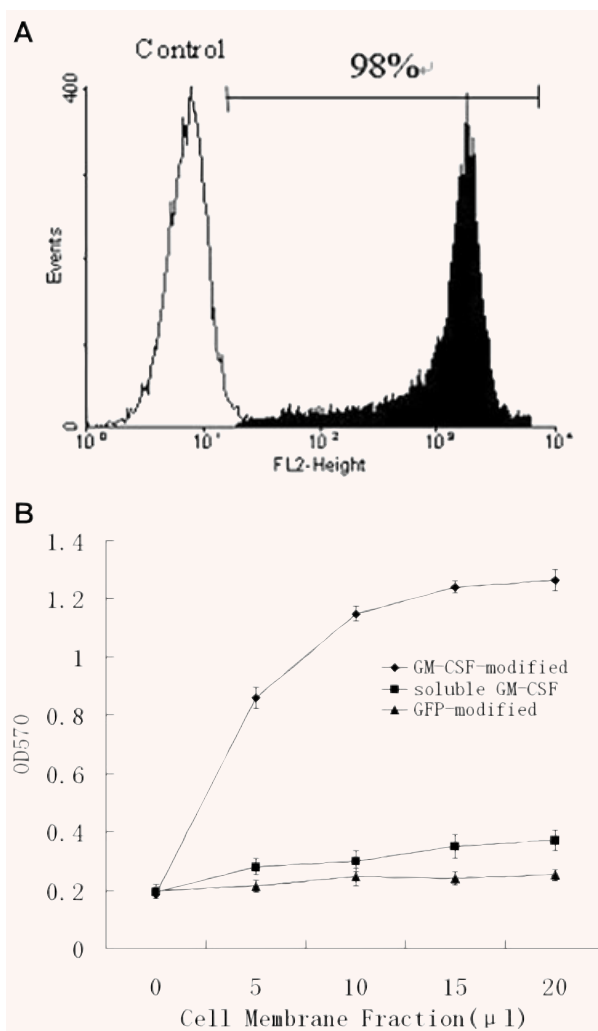 A
Control
98%↵
400
Events
0
10⁰ 10¹ 10² 10³ 10⁴
FL2-Height
B
1.4
1.2
1
0.8
0.6
0.4
0.2
0
OD570
GM-CSF-modified
soluble GM-CSF
GFP-modified
0 5 10 15 20
Cell Membrane Fraction(μl)